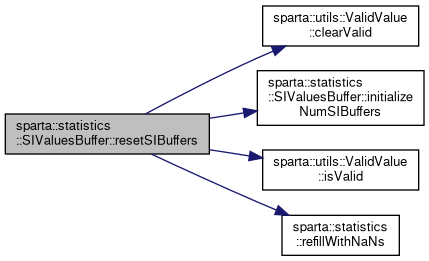 sparta::utils::ValidValue
::clearValid
sparta::statistics
::SIValuesBuffer::initialize
NumSIBuffers
sparta::statistics
::SIValuesBuffer::resetSIBuffers
sparta::utils::ValidValue
::isValid
sparta::statistics
::refillWithNaNs